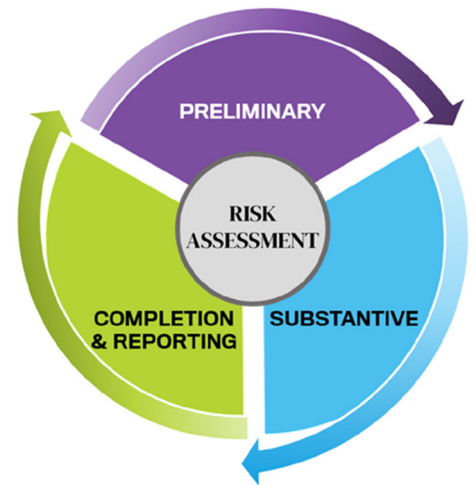 PRELIMINARY
RISK
ASSESSMENT
COMPLETION
& REPORTING
SUBSTANTIVE